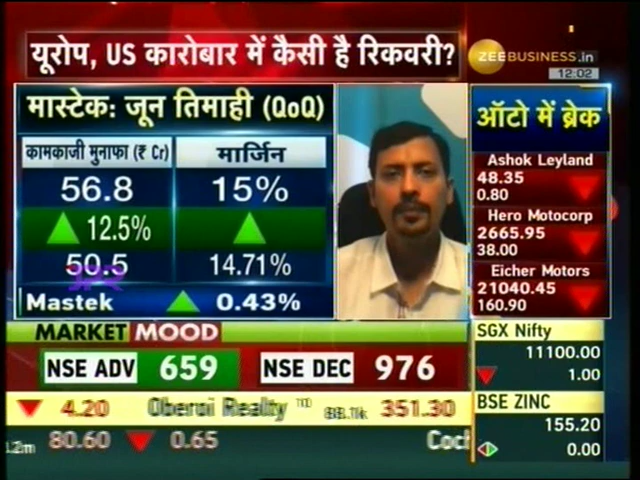 यूरोप, US कारोबार में कैसी है रिकवरी?
ZEEBUSINESS.in
12:02
मास्टेक: जून तिमाही (QoQ)
कामकाजी मुनाफा (₹ Cr)
मार्जिन
56.8
15%
12.5%
50.5
14.71%
Mastek 0.43%
ऑटो में ब्रेक
Ashok Leyland
48.35
0.80
Hero Motocorp
2665.95
38.00
Eicher Motors
21040.45
160.90
MARKET MOOD
NSE ADV 659 NSE DEC 976
SGX Nifty
11100.00
1.00
BSE ZINC
155.20
0.00
4.20 Oberoi Realty 351.30
80.60 0.65